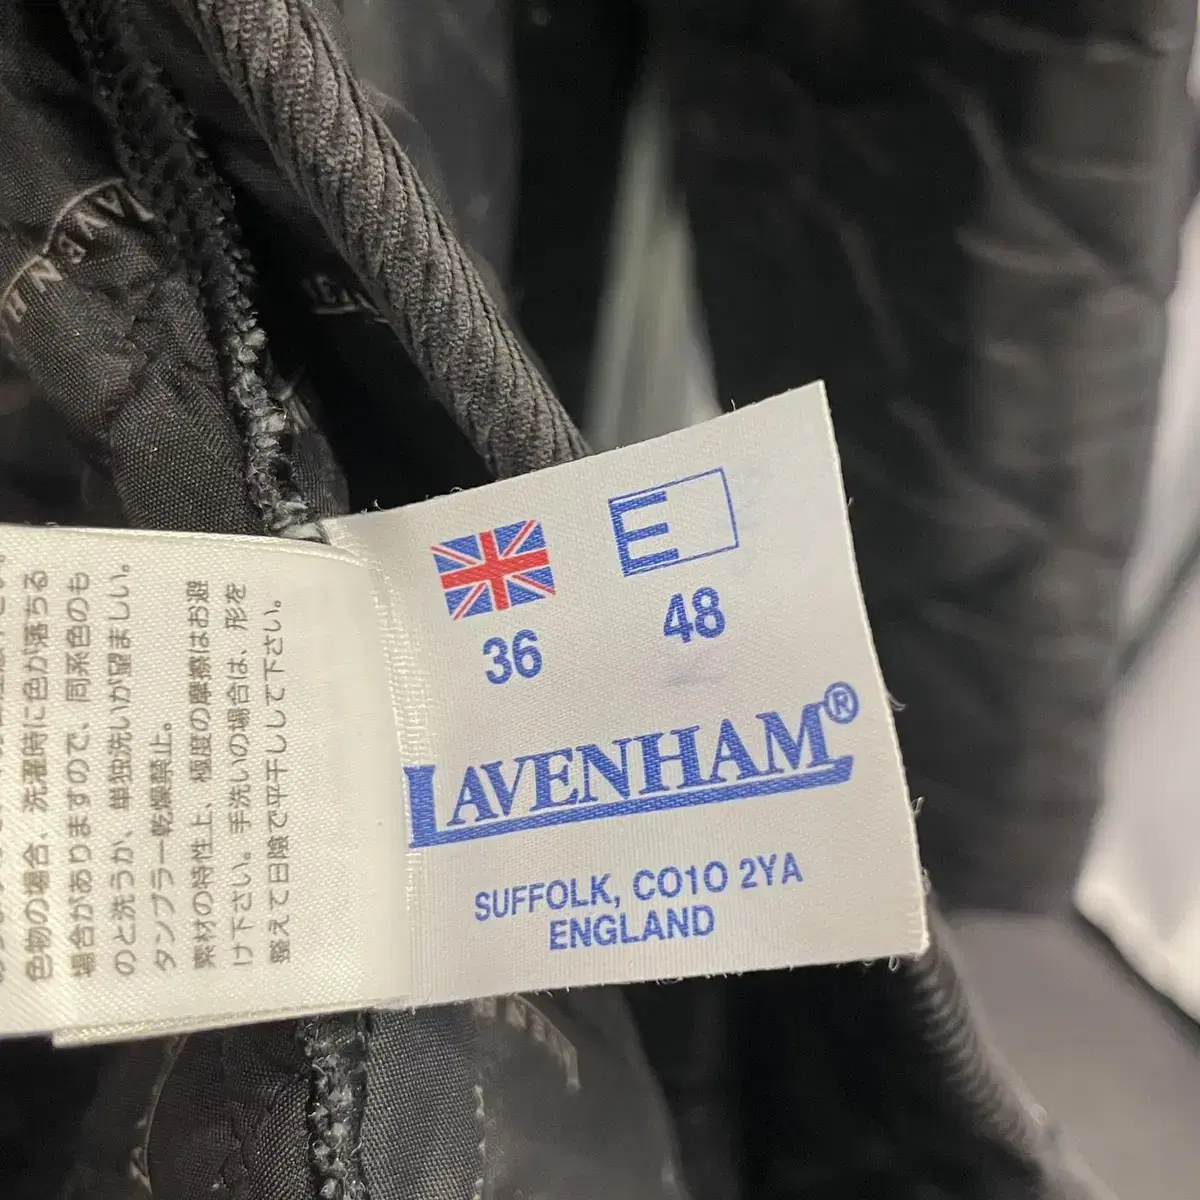 E
36
48
LAVENHAM®
SUFFOLK, CO10 2YA
ENGLAND
色物の場合、洗濯時に色が落ちる
場合がありますので、同系色のも
のと洗うか、単独洗いが望ましい。
タンブラー乾燥禁止。
素材の特性上、極度の摩擦はお避
け下さい。手洗いの場合は、形を
整えて日陰で平干しして下さい。